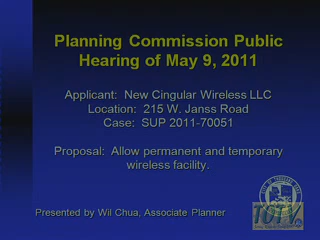 Planning Commission Public
Hearing of May 9, 2011
Applicant: New Cingular Wireless LLC
Location: 215 W. Janss Road
Case: SUP 2011-70051
Proposal: Allow permanent and temporary
wireless facility.
Presented by Wil Chua, Associate Planner